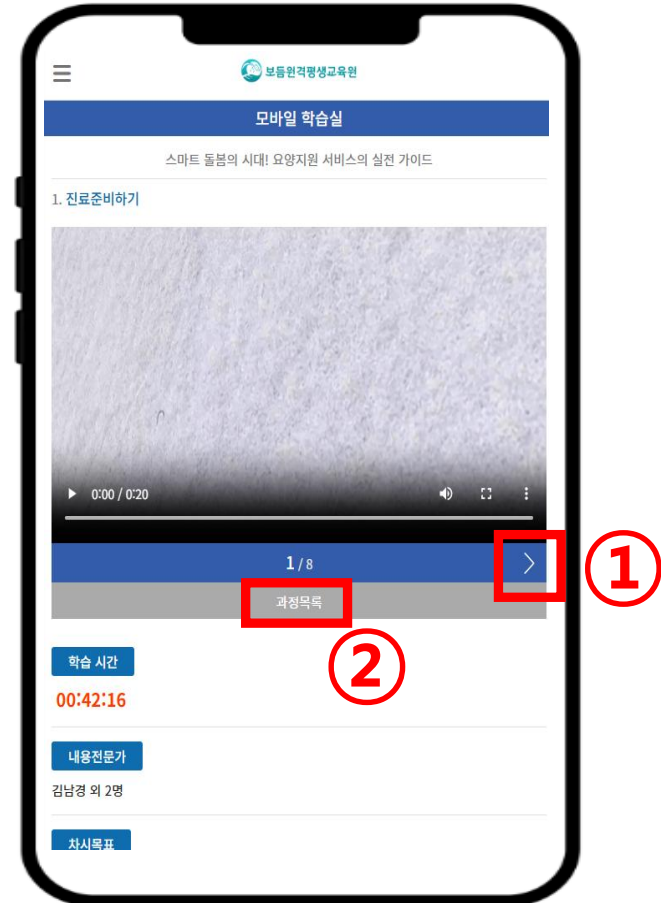 보듬원격평생교육원
모바일 학습실
스마트 돌봄의 시대! 요양지원 서비스의 실전 가이드
1. 진료준비하기
0:00 / 0:20
1 / 8
①
과정목록
②
학습 시간
00:42:16
내용전문가
김남경 외 2명
차시목표